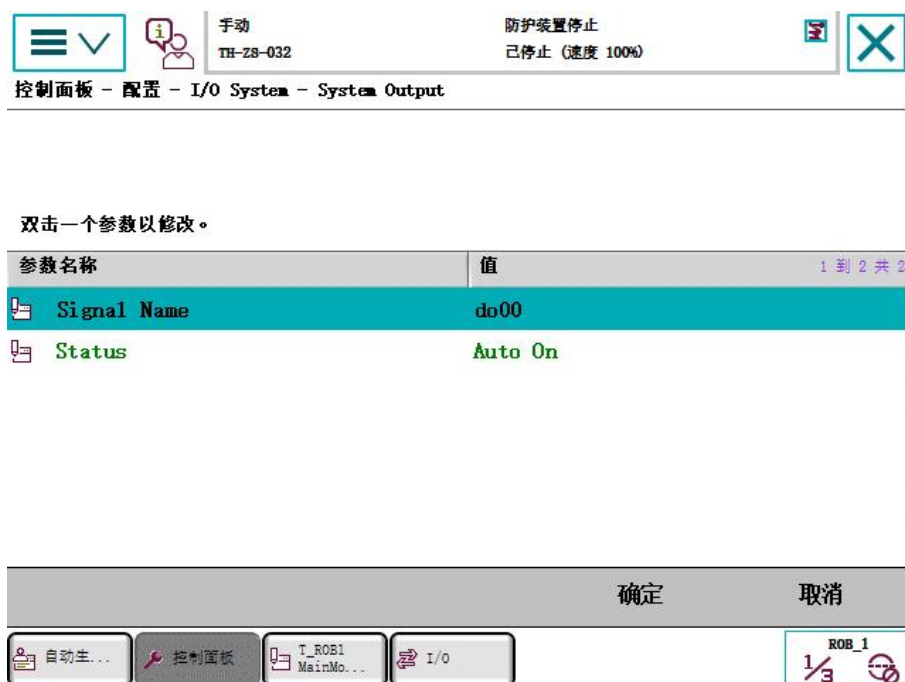 手动
防护装置停止
TH-ZS-032
已停止 (速度 100%)
控制面板 - 配置 - I/O System - System Output
双击一个参数以修改。
参数名称
值
1 到 2 共 2
Signal Name
do00
Status
Auto On
确定
取消
自动生...
控制面板
T_ROB1
MainMo...
I/O
ROB_1
1/3